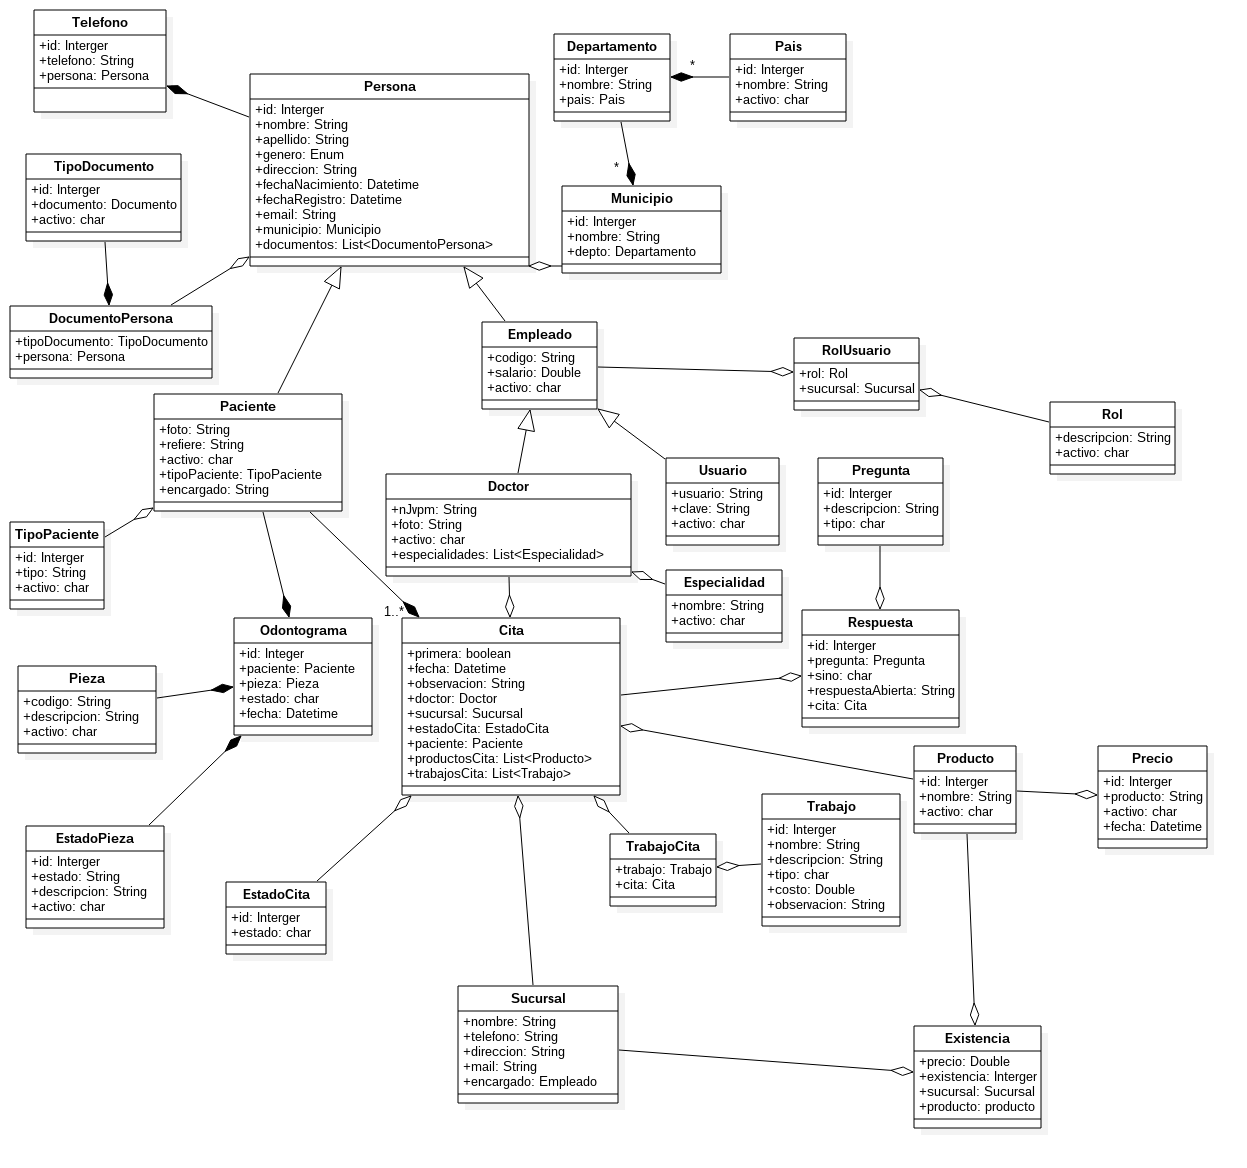 Telefono
+id: Interger
+telefono: String
+persona: Persona
Persona
+id: Interger
+nombre: String
+apellido: String
+genero: Enum
+direccion: String
+fechaNacimiento: Datetime
+fechaRegistro: Datetime
+email: String
+municipio: Municipio
+documentos: List<DocumentoPersona>
Departamento
+id: Interger
+nombre: String
+pais: Pais
*
Pais
+id: Interger
+nombre: String
+activo: char
*
Municipio
+id: Interger
+nombre: String
+depto: Departamento
TipoDocumento
+id: Interger
+documento: Documento
+activo: char
DocumentoPersona
+tipoDocumento: TipoDocumento
+persona: Persona
Empleado
+codigo: String
+salario: Double
+activo: char
RolUsuario
+rol: Rol
+sucursal: Sucursal
Rol
+descripcion: String
+activo: char
Paciente
+foto: String
+refiere: String
+activo: char
+tipoPaciente: TipoPaciente
+encargado: String
Doctor
+nJvpm: String
+foto: String
+activo: char
+especialidades: List<Especialidad>
Usuario
+usuario: String
+clave: String
+activo: char
Pregunta
+id: Interger
+descripcion: String
+tipo: char
TipoPaciente
+id: Interger
+tipo: String
+activo: char
Especialidad
+nombre: String
+activo: char
1..*
Odontograma
+id: Integer
+paciente: Paciente
+pieza: Pieza
+estado: char
+fecha: Datetime
Cita
+primera: boolean
+fecha: Datetime
+observacion: String
+doctor: Doctor
+sucursal: Sucursal
+estadoCita: EstadoCita
+paciente: Paciente
+productosCita: List<Producto>
+trabajosCita: List<Trabajo>
Respuesta
+id: Interger
+pregunta: Pregunta
+sino: char
+respuestaAbierta: String
+cita: Cita
Pieza
+codigo: String
+descripcion: String
+activo: char
Producto
+id: Interger
+nombre: String
+activo: char
Precio
+id: Interger
+producto: String
+activo: char
+fecha: Datetime
EstadoPieza
+id: Interger
+estado: String
+descripcion: String
+activo: char
EstadoCita
+id: Interger
+estado: char
TrabajoCita
+trabajo: Trabajo
+cita: Cita
Trabajo
+id: Interger
+nombre: String
+descripcion: String
+tipo: char
+costo: Double
+observacion: String
Sucursal
+nombre: String
+telefono: String
+direccion: String
+mail: String
+encargado: Empleado
Existencia
+precio: Double
+existencia: Interger
+sucursal: Sucursal
+producto: producto